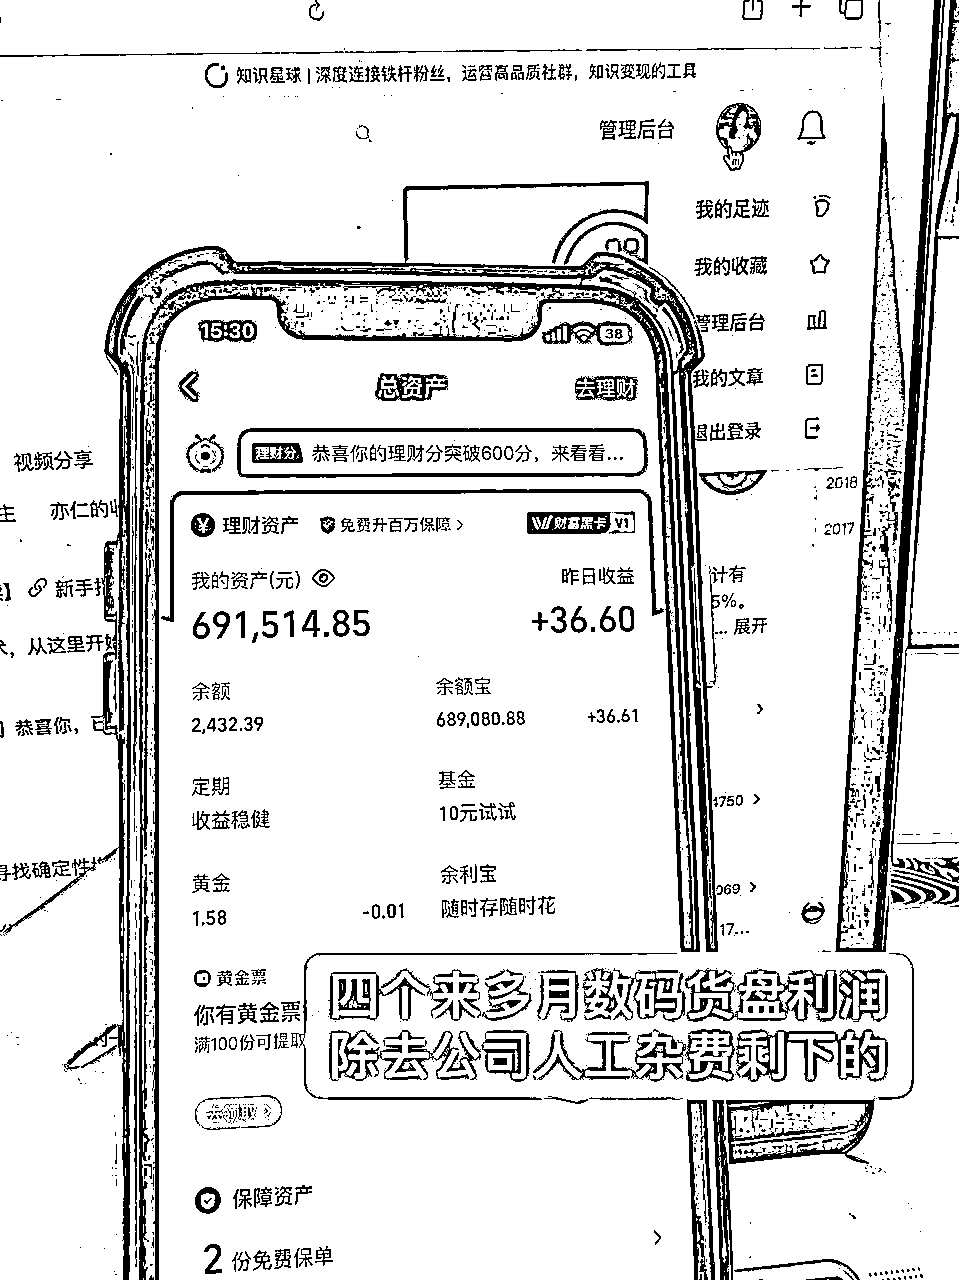 知识星球 | 深度连接铁杆粉丝，运营高品质社群，知识变现的工具
管理后台
我的足迹
我的收藏
管理后台
我的文章
退出登录
15:30
38
总资产
去理财
理财分
恭喜你的理财分突破600分，来看看...
视频分享
2018
2017
主 亦仁的
理财资产
免费升百万保障 >
财富黑卡 V1
我的资产(元)
昨日收益
计有
新手
691,514.85
+36.60
5%。
... 展开
从这里开始
余额
余额宝
2,432.39
689,080.88
+36.61
恭喜你，已
定期
基金
收益稳健
10元试试
4750 >
寻找确定性
黄金
余利宝
069 >
1.58
-0.01
随时存随时花
17...
黄金票
你有黄金票
满100份可提取
四个来多月数码货盘利润
除去公司人工杂费剩下的
去领取 >
保障资产
2 份免费保单